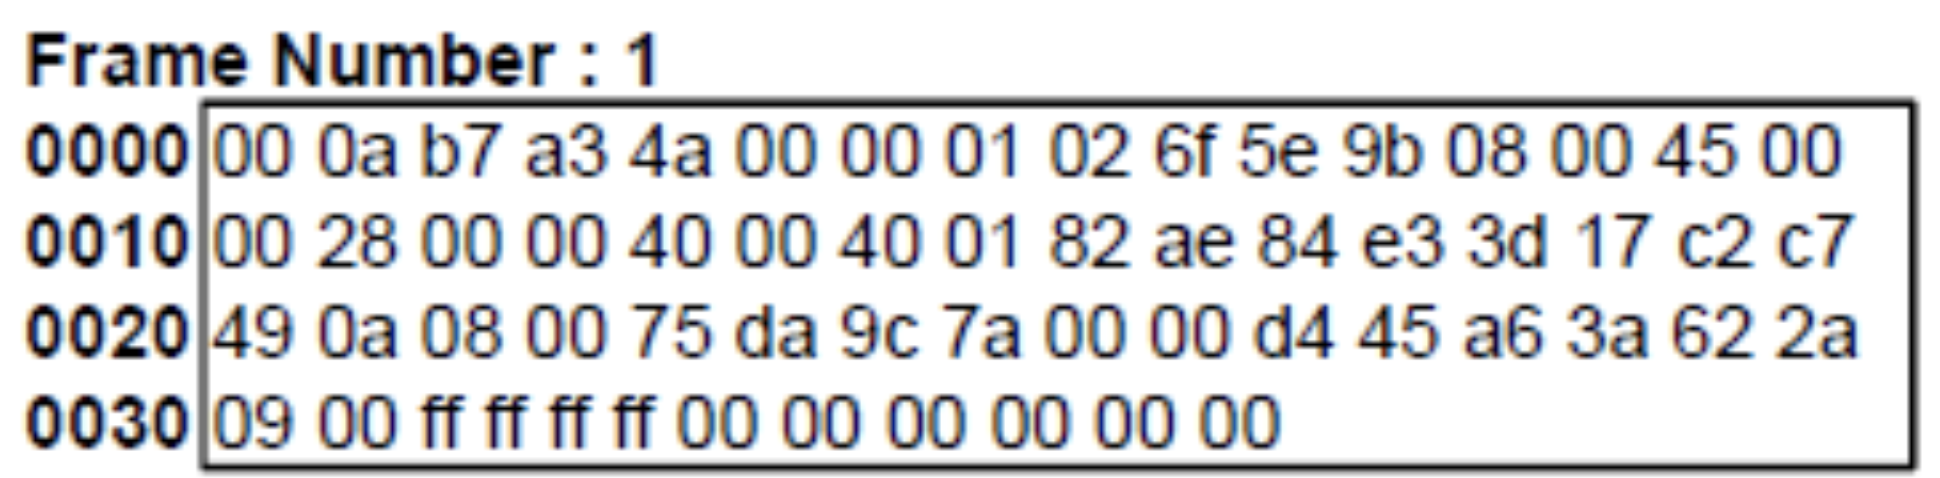 Frame Number : 1
0000 00 0a b7 a3 4a 00 00 01 02 6f 5e 9b 08 00 45 00
0010 00 28 00 00 40 00 40 01 82 ae 84 e3 3d 17 c2 c7
0020 49 0a 08 00 75 da 9c 7a 00 00 d4 45 a6 3a 62 2a
0030 09 00 ff ff ff ff 00 00 00 00 00 00